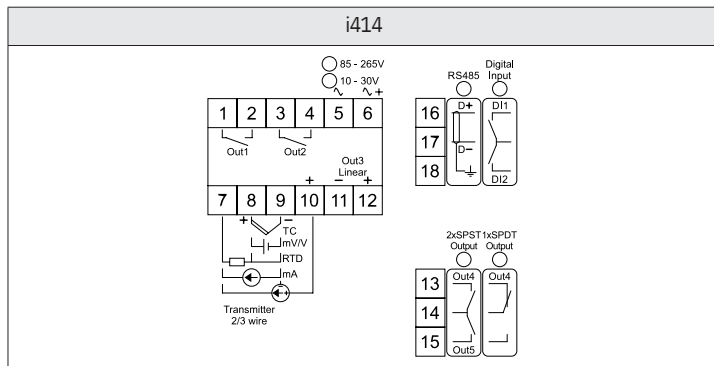 i414
85 - 265V
10 - 30V
∿ ∿ +
1 2 3 4 5 6
Out1 Out2
Out3
Linear
+ − +
7 8 9 10 11 12
+ −
TC
mV/V
RTD
mA
+
Transmitter
2/3 wire
RS485
Digital
Input
16
17
18
D+
D−
DI1
DI2
2xSPST
Output
1xSPDT
Output
13
14
15
Out4
Out5
Out4